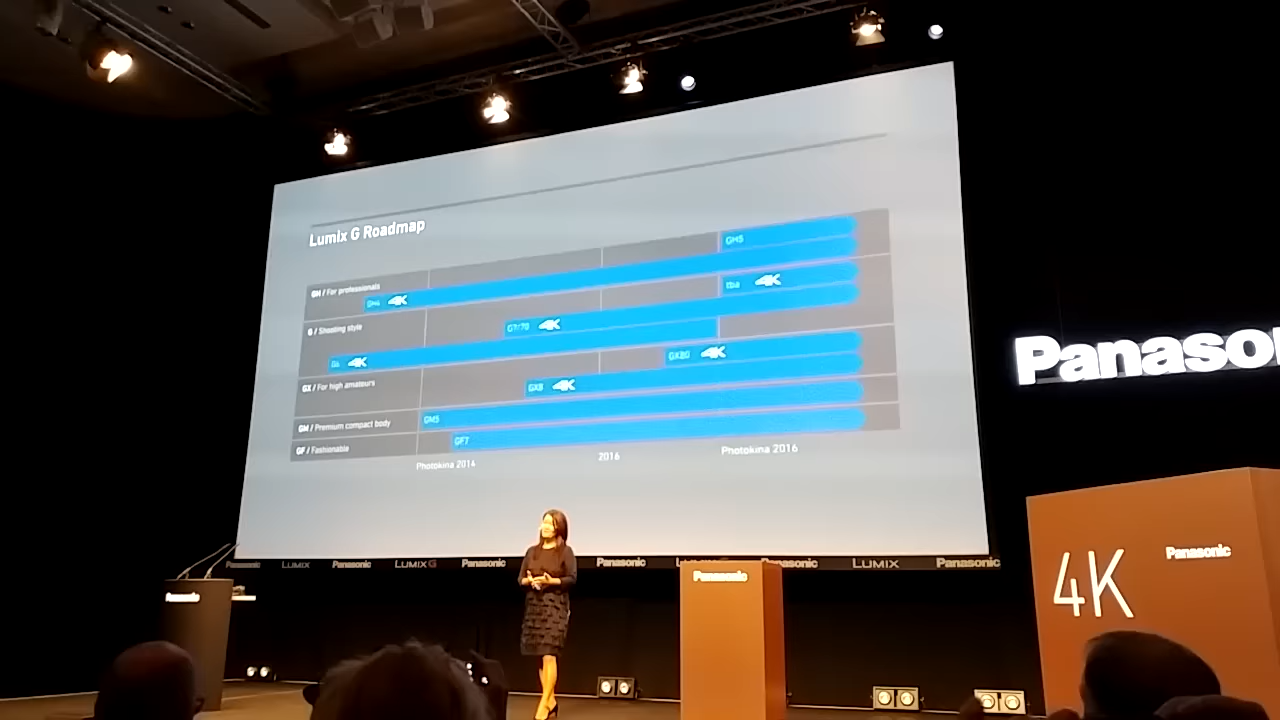 Lumix G Roadmap
GH5
GH / For professionals
GH4 4K
4K
G / Shooting style
G7/70 4K
G6 4K
GX80 4K
GX / For high amateurs
GX8 4K
GM5
GM / Premium compact body
GF7
GF / Fashionable
Photokina 2014
2016
Photokina 2016
Panaso
Panasonic LUMIX Panasonic LUMIX G Panasonic Panasonic Panasonic LUMIX Panasonic
Panasonic
Panasonic
4K
Panasonic